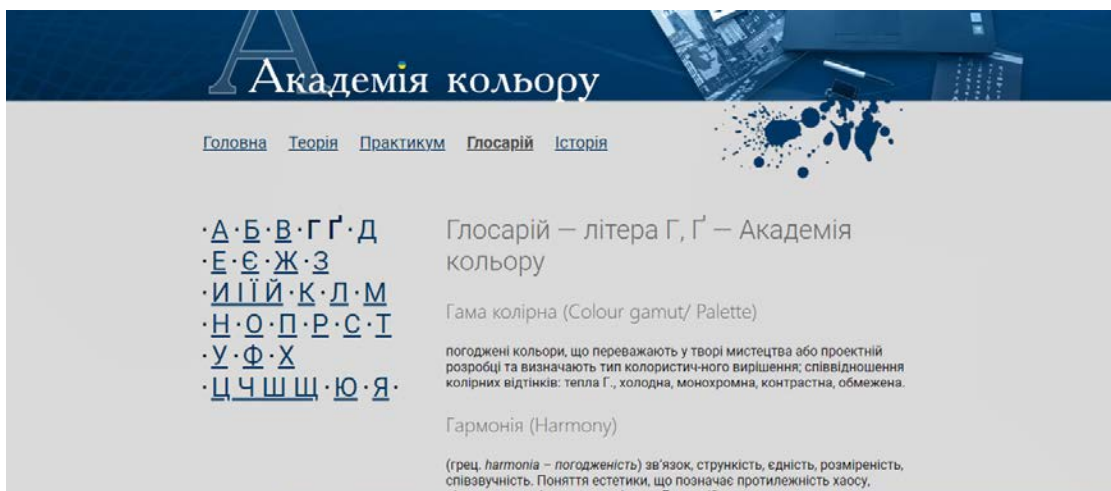 Академія кольору
Головна Теорія Практикум Глосарій Історія
·А·Б·В·Г Ґ·Д
·Е·Є·Ж·З
·И І Ї Й·К·Л·М
·Н·О·П·Р·С·Т
·У·Ф·Х
·Ц Ч Ш Щ·Ю·Я·
Глосарій — літера Г, Ґ — Академія
кольору
Гама колірна (Colour gamut/ Palette)
погоджені кольори, що переважають у творі мистецтва або проектній
розробці та визначають тип колористич-ного вирішення; співвідношення
колірних відтінків: тепла Г., холодна, монохромна, контрастна, обмежена.
Гармонія (Harmony)
(грец. harmonia – погодженість) зв'язок, стрункість, єдність, розміреність,
співзвучність. Поняття естетики, що позначає протилежність хаосу,